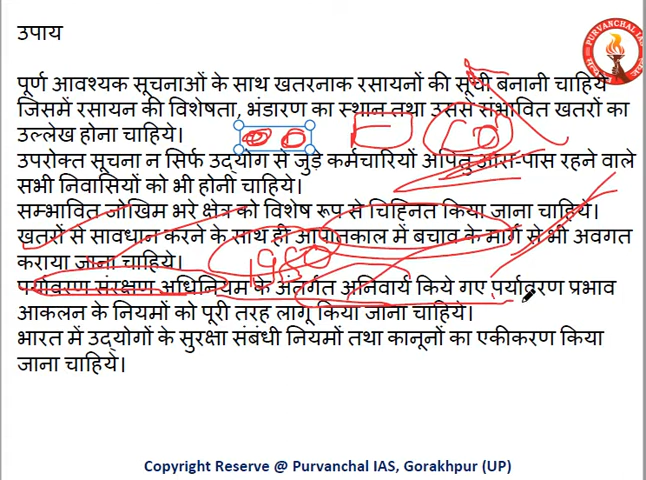 उपाय
PURVANCHAL IAS
पूर्ण आवश्यक सूचनाओं के साथ खतरनाक रसायनों की सूची बनानी चाहिये
जिसमें रसायन की विशेषता, भंडारण का स्थान तथा उससे संभावित खतरों का
उल्लेख होना चाहिये।
उपरोक्त सूचना न सिर्फ उद्योग से जुड़े कर्मचारियों अपितु आस-पास रहने वाले
सभी निवासियों को भी होनी चाहिये।
सम्भावित जोखिम भरे क्षेत्र को विशेष रूप से चिह्नित किया जाना चाहिये।
खतरों से सावधान करने के साथ ही आपातकाल में बचाव के मार्ग से भी अवगत
कराया जाना चाहिये।
पर्यावरण संरक्षण अधिनियम के अंतर्गत अनिवार्य किये गए पर्यावरण प्रभाव
आकलन के नियमों को पूरी तरह लागू किया जाना चाहिये।
भारत में उद्योगों के सुरक्षा संबंधी नियमों तथा कानूनों का एकीकरण किया
जाना चाहिये।
Copyright Reserve @ Purvanchal IAS, Gorakhpur (UP)